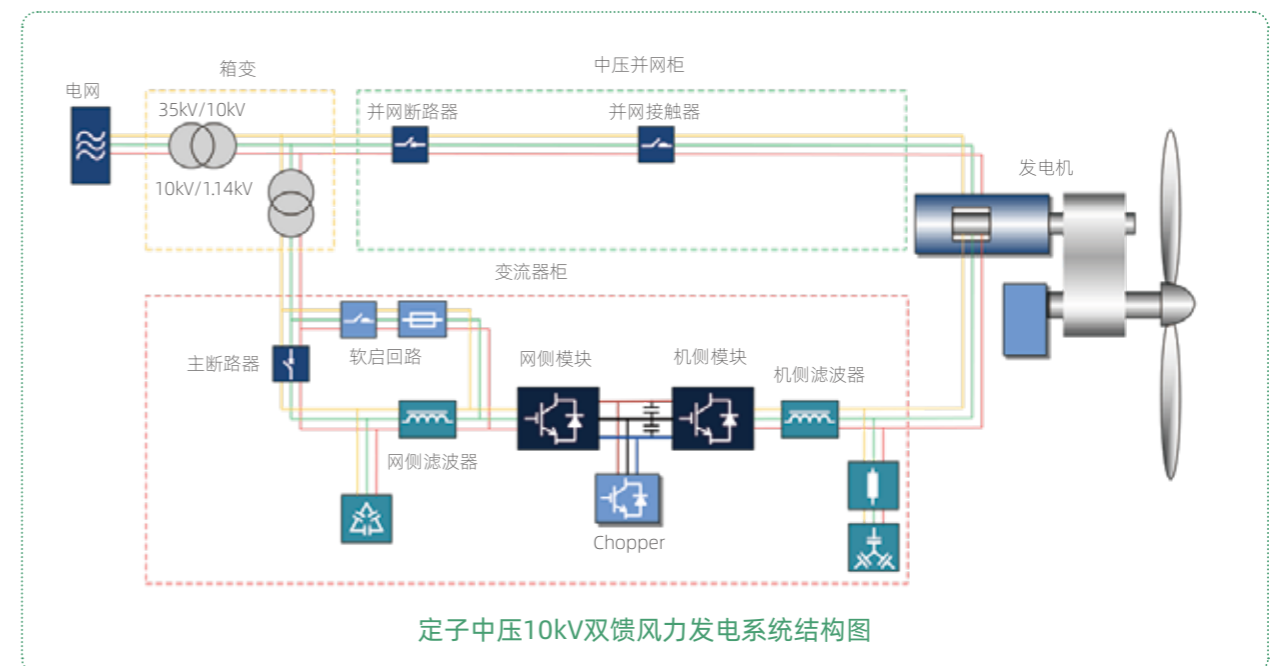 箱变
中压并网柜
电网
35kV/10kV
并网断路器
并网接触器
10kV/1.14kV
发电机
变流器柜
主断路器
软启回路
网侧模块
机侧模块
机侧滤波器
网侧滤波器
Chopper
定子中压10kV双馈风力发电系统结构图